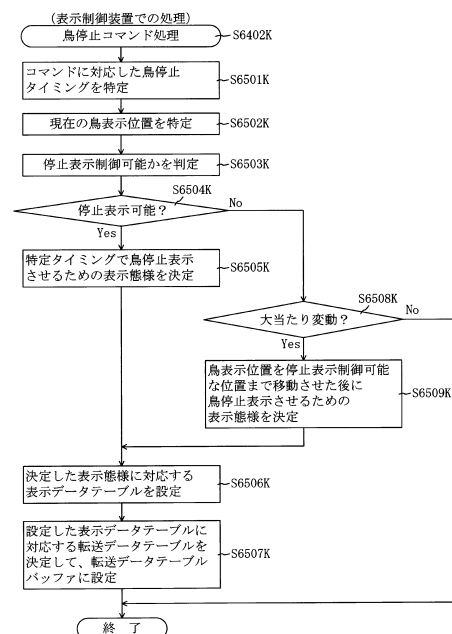 (表示制御装置での処理)
鳥停止コマンド処理
S6402K
コマンドに対応した鳥停止
タイミングを特定
S6501K
現在の鳥表示位置を特定
S6502K
停止表示制御可能かを判定
S6503K
S6504K
停止表示可能?
No
Yes
特定タイミングで鳥停止表示
させるための表示態様を決定
S6505K
S6508K
大当たり変動?
No
Yes
鳥表示位置を停止表示制御可能
な位置まで移動させた後に
鳥停止表示させるための
表示態様を決定
S6509K
決定した表示態様に対応する
表示データテーブルを設定
S6506K
設定した表示データテーブルに
対応する転送データテーブルを
決定して、転送データテーブル
バッファに設定
S6507K
終 了